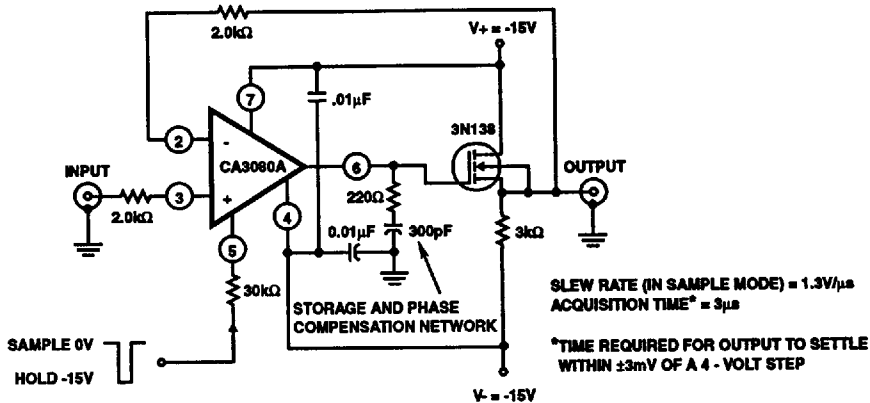 2.0kΩ
V+ = -15V
7
.01μF
3N138
2
-
CA3080A
INPUT
6
OUTPUT
3
+
2.0kΩ
220Ω
4
5
0.01μF
300pF
3kΩ
30kΩ
STORAGE AND PHASE
COMPENSATION NETWORK
SLEW RATE (IN SAMPLE MODE) = 1.3V/μs
ACQUISITION TIME* = 3μs
SAMPLE 0V
HOLD -15V
*TIME REQUIRED FOR OUTPUT TO SETTLE
WITHIN ±3mV OF A 4 - VOLT STEP
V- = -15V